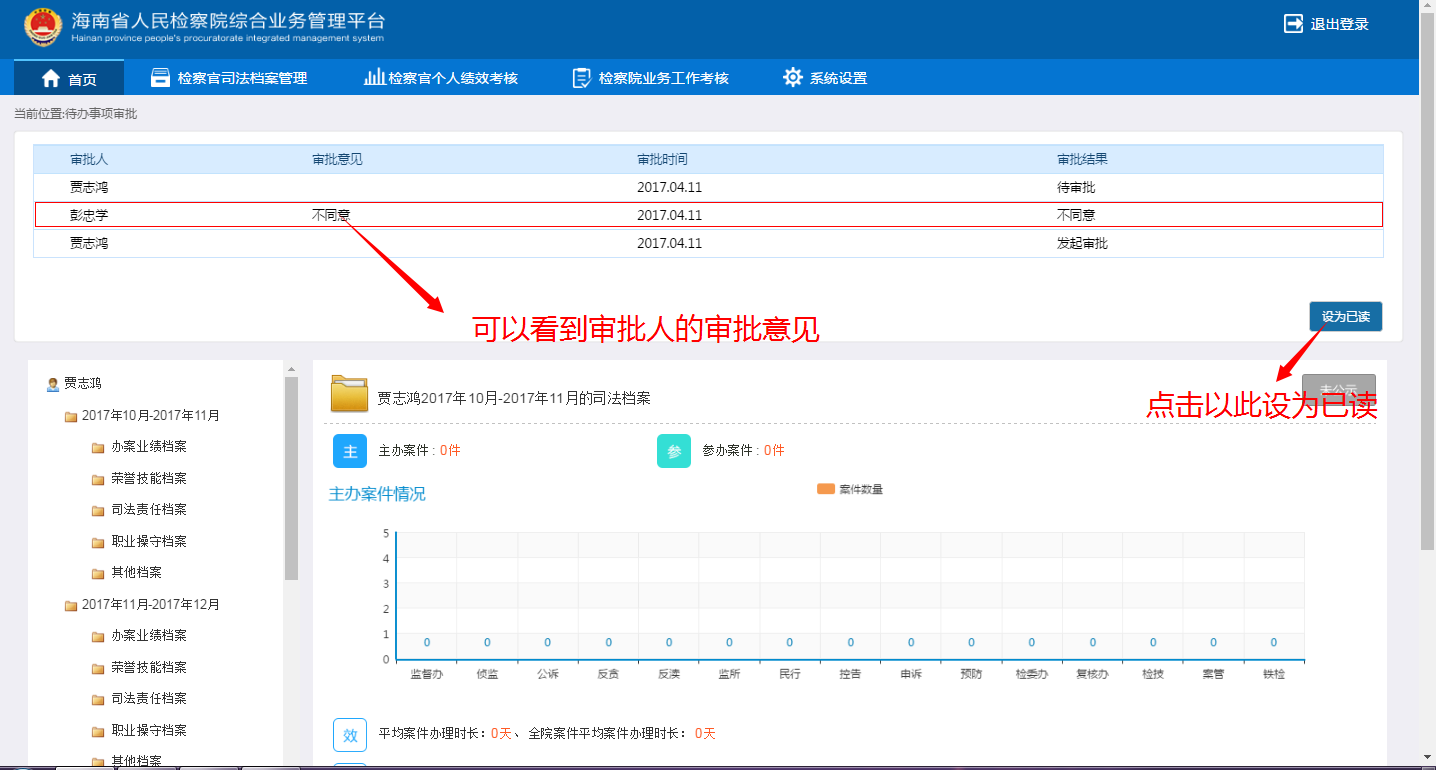 海南省人民检察院综合业务管理平台
Hainan province people's procuratorate integrated management system
退出登录
首页 检察官司法档案管理 检察官个人绩效考核 检察院业务工作考核 系统设置
当前位置:待办事项审批
审批人 审批意见 审批时间 审批结果
贾志鸿 2017.04.11 待审批
彭忠学 不同意 2017.04.11 不同意
贾志鸿 2017.04.11 发起审批
可以看到审批人的审批意见
设为已读
点击以此设为已读
未公示
贾志鸿
2017年10月-2017年11月
办案业绩档案
荣誉技能档案
司法责任档案
职业操守档案
其他档案
2017年11月-2017年12月
办案业绩档案
荣誉技能档案
司法责任档案
职业操守档案
其他档案
贾志鸿2017年10月-2017年11月的司法档案
主 主办案件 : 0件 参 参办案件 : 0件
主办案件情况
案件数量
5
4
3
2
1
0
0 0 0 0 0 0 0 0 0 0 0 0 0 0 0
监督办 侦监 公诉 反贪 反渎 监所 民行 控告 申诉 预防 检委办 复核办 检技 案管 铁检
效 平均案件办理时长： 0天 、 全院案件平均案件办理时长： 0天